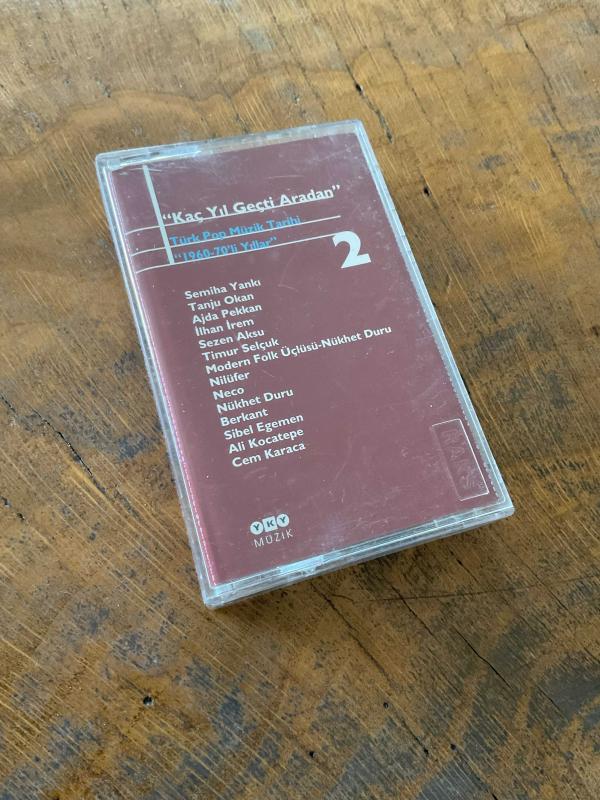 "Kaç Yıl Geçti Aradan"
Türk Pop Müzik Tarihi
"1960-70'li Yıllar"
2
Semiha Yankı
Tanju Okan
Ajda Pekkan
İlhan İrem
Sezen Aksu
Timur Selçuk
Modern Folk Üçlüsü-Nükhet Duru
Nilüfer
Neco
Nükhet Duru
Berkant
Sibel Egemen
Ali Kocatepe
Cem Karaca
RAKS
YKY
MÜZİK